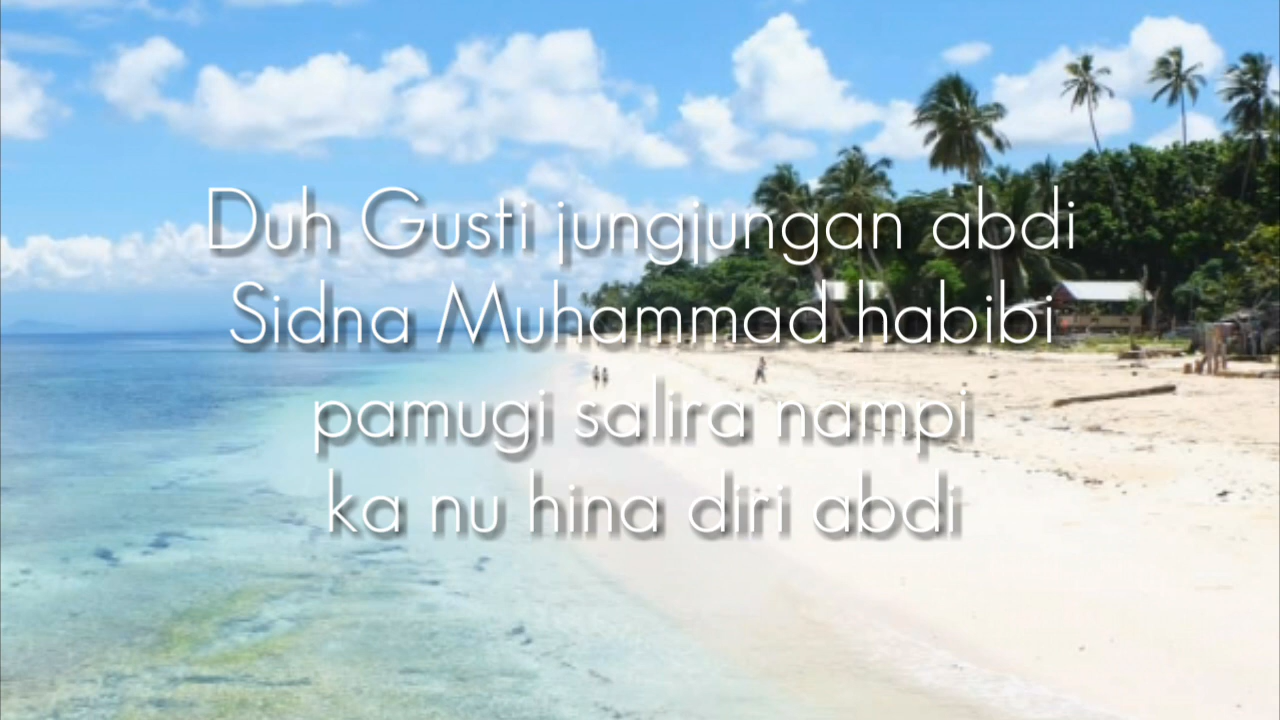 Duh Gusti jungjungan abdi
Sidna Muhammad habibi
pamugi salira nampi
ka nu hina diri abdi